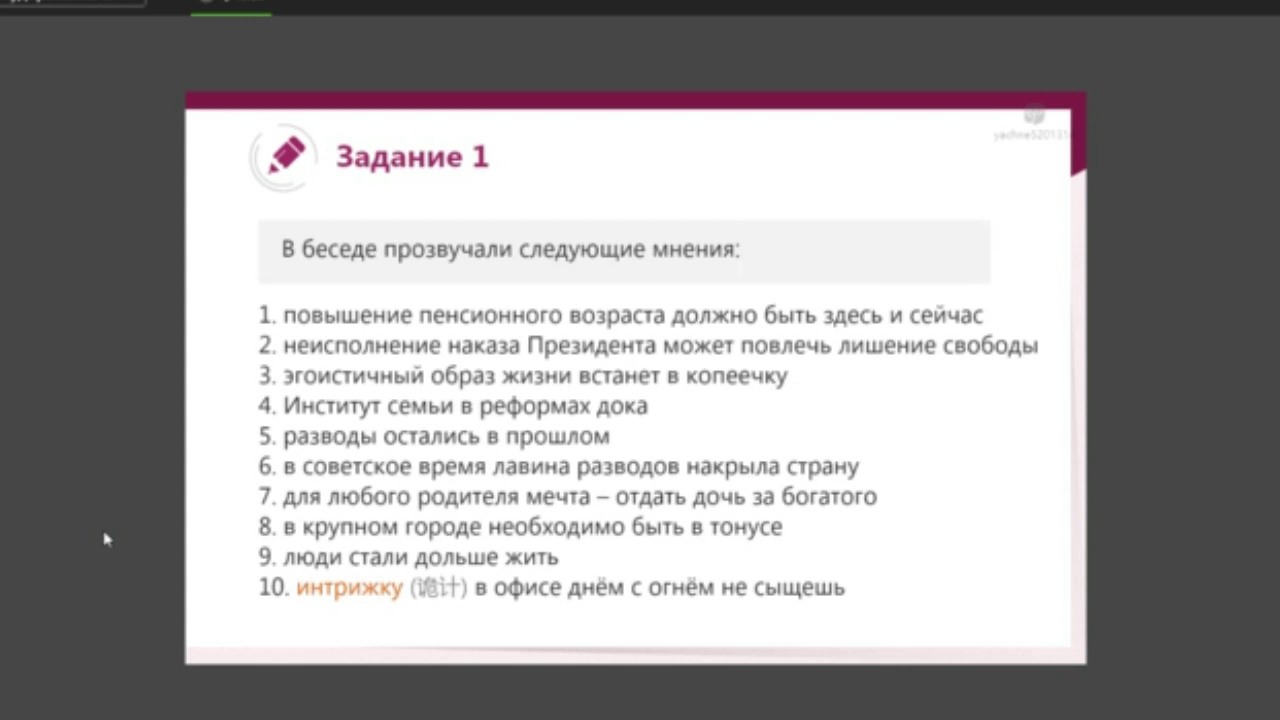 Задание 1
В беседе прозвучали следующие мнения:
1. повышение пенсионного возраста должно быть здесь и сейчас
2. неисполнение наказа Президента может повлечь лишение свободы
3. эгоистичный образ жизни встанет в копеечку
4. Институт семьи в реформах дока
5. разводы остались в прошлом
6. в советское время лавина разводов накрыла страну
7. для любого родителя мечта – отдать дочь за богатого
8. в крупном городе необходимо быть в тонусе
9. люди стали дольше жить
10. интрижку (诡计) в офисе днём с огнём не сыщешь